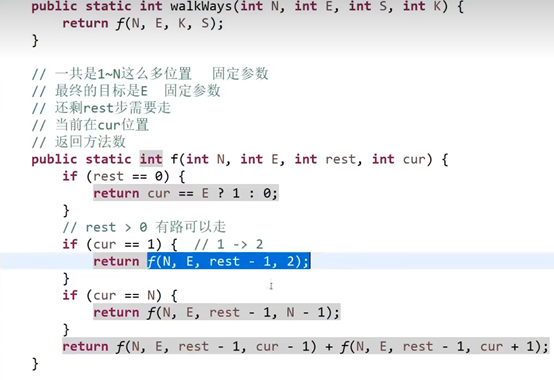 public static int walkWays(int N, int E, int S, int K) {
return f(N, E, K, S);
}
// 一共是1~N这么多位置 固定参数
// 最终的目标是E 固定参数
// 还剩rest步需要走
// 当前在cur位置
// 返回方法数
public static int f(int N, int E, int rest, int cur) {
if (rest == 0) {
return cur == E ? 1 : 0;
}
// rest > 0 有路可以走
if (cur == 1) { // 1 -> 2
return f(N, E, rest - 1, 2);
}
if (cur == N) {
return f(N, E, rest - 1, N - 1);
}
return f(N, E, rest - 1, cur - 1) + f(N, E, rest - 1, cur + 1);
}